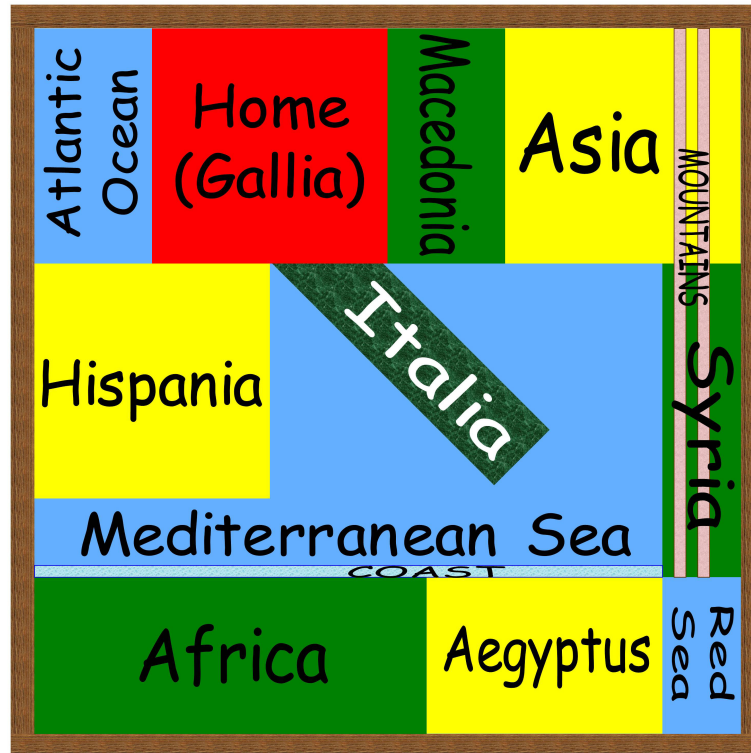 Atlantic
Ocean
Home
(Gallia)
Macedonia
Asia
MOUNTAINS
Italia
Hispania
Syria
Mediterranean Sea
COAST
Africa
Aegyptus
Red
Sea